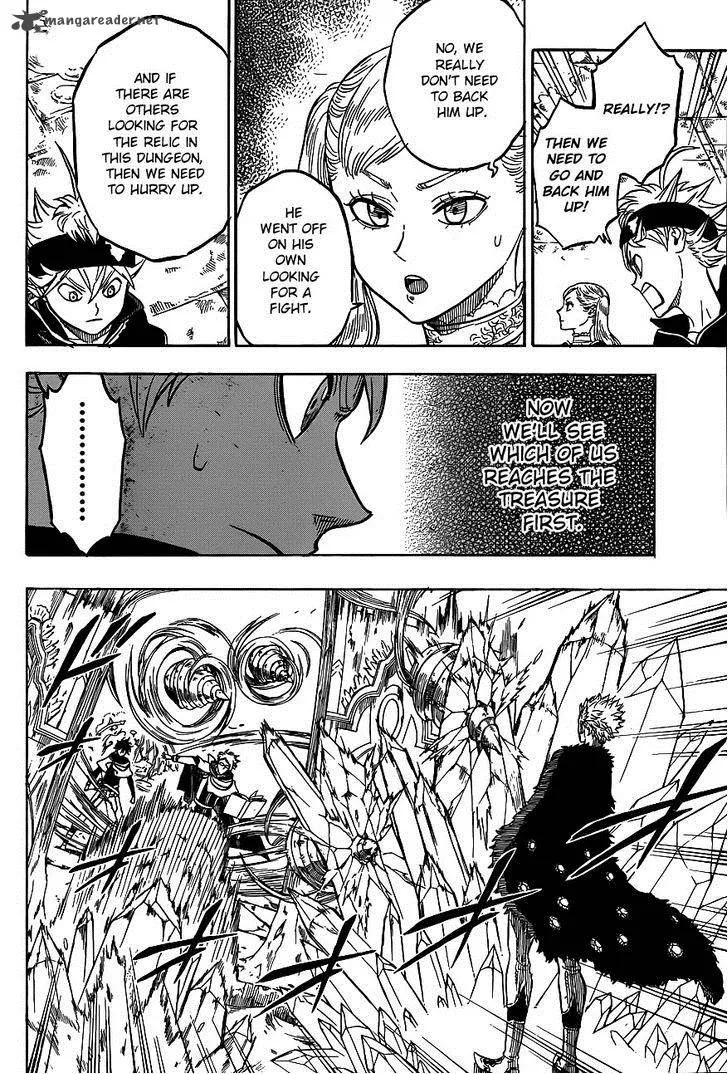 mangareader.net
REALLY!?
THEN WE
NEED TO
GO AND
BACK HIM
UP!
NO, WE
REALLY
DON'T NEED
TO BACK
HIM UP.
HE
WENT OFF
ON HIS
OWN
LOOKING
FOR A
FIGHT.
AND IF
THERE ARE
OTHERS
LOOKING FOR
THE RELIC IN
THIS DUNGEON,
THEN WE NEED
TO HURRY UP.
NOW
WE'LL SEE
WHICH OF US
REACHES THE
TREASURE
FIRST.
.........